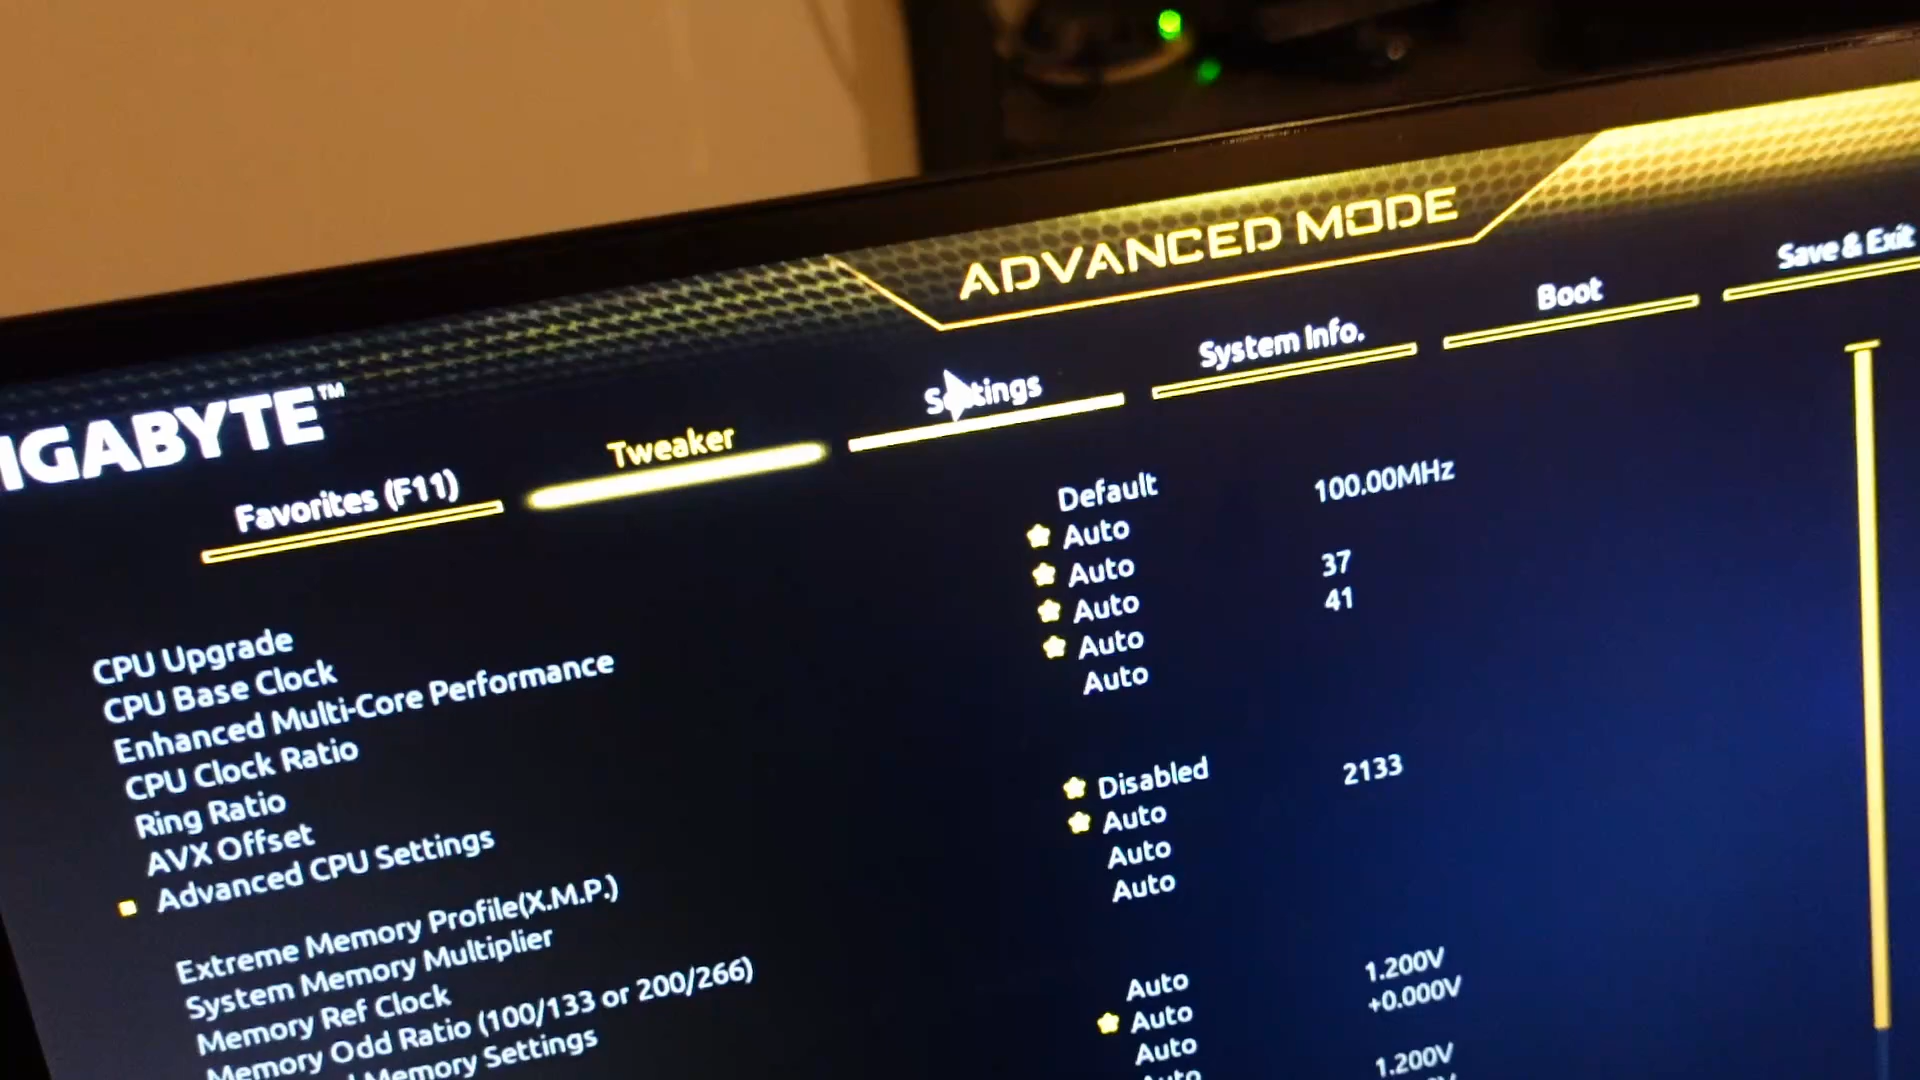 ADVANCED MODE
IGABYTE™
Favorites (F11)
Tweaker
Settings
System Info.
Boot
Save & Exit
CPU Upgrade Default
CPU Base Clock Auto 100.00MHz
Enhanced Multi-Core Performance Auto
CPU Clock Ratio Auto 37
Ring Ratio Auto 41
AVX Offset Auto
Advanced CPU Settings
Extreme Memory Profile(X.M.P.) Disabled
System Memory Multiplier Auto 2133
Memory Ref Clock Auto
Memory Odd Ratio (100/133 or 200/266) Auto
Memory Settings
Auto 1.200V
Auto +0.000V
Auto
Auto 1.200V